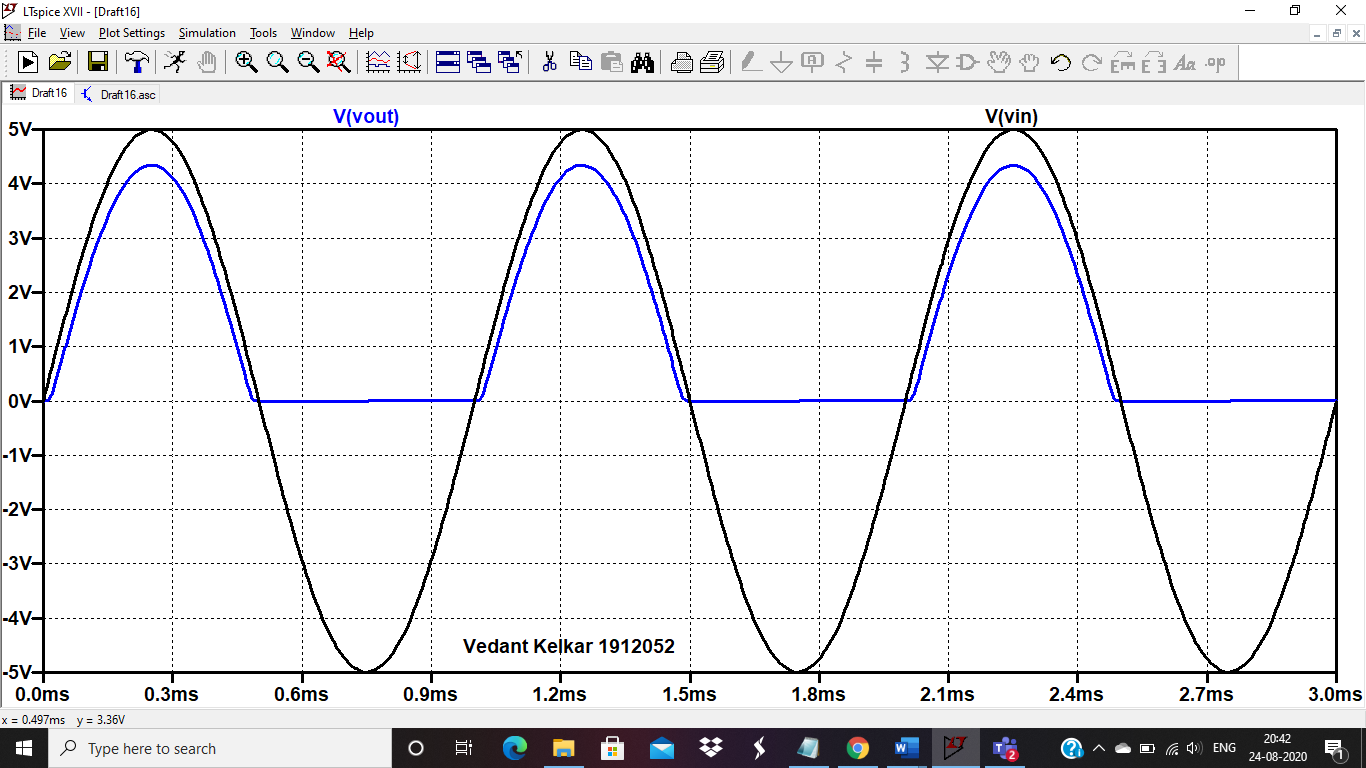 LTspice XVII - [Draft16]
File View Plot Settings Simulation Tools Window Help
Draft16 Draft16.asc
V(vout) V(vin)
5V
4V
3V
2V
1V
0V
-1V
-2V
-3V
-4V
-5V
Vedant Kelkar 1912052
0.0ms 0.3ms 0.6ms 0.9ms 1.2ms 1.5ms 1.8ms 2.1ms 2.4ms 2.7ms 3.0ms
x = 0.497ms y = 3.36V
Type here to search
ENG
20:42
24-08-2020